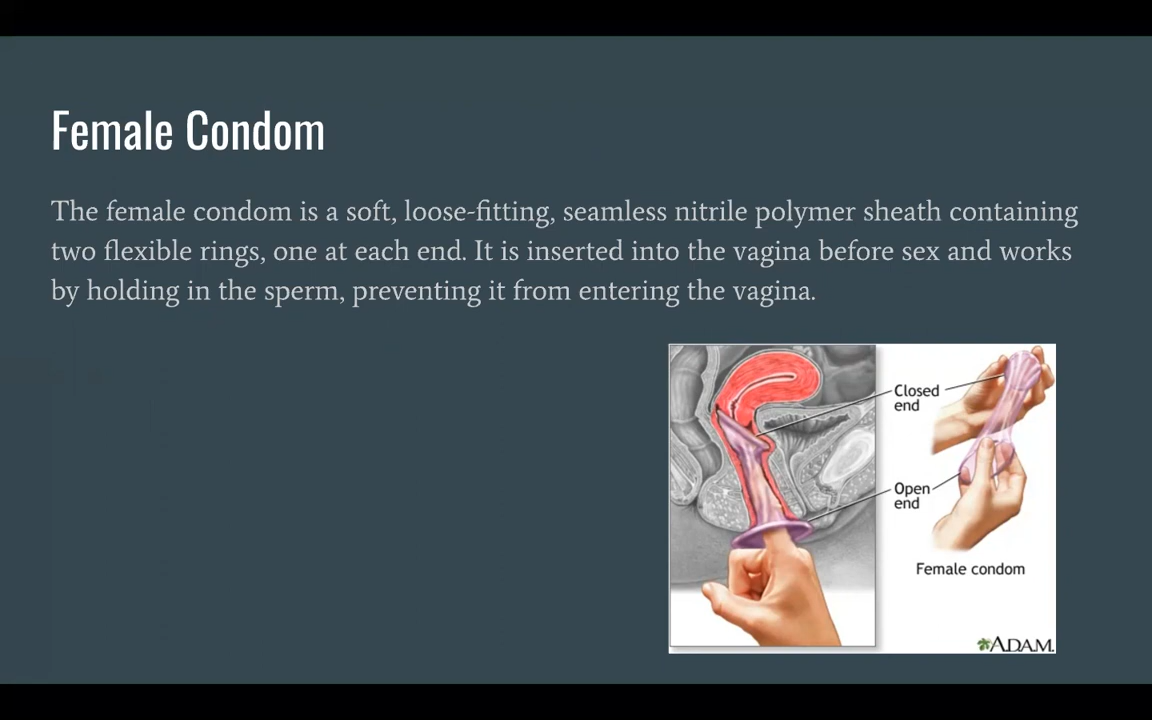 Female Condom
The female condom is a soft, loose-fitting, seamless nitrile polymer sheath containing
two flexible rings, one at each end. It is inserted into the vagina before sex and works
by holding in the sperm, preventing it from entering the vagina.
Closed
end
Open
end
Female condom
ADAM.